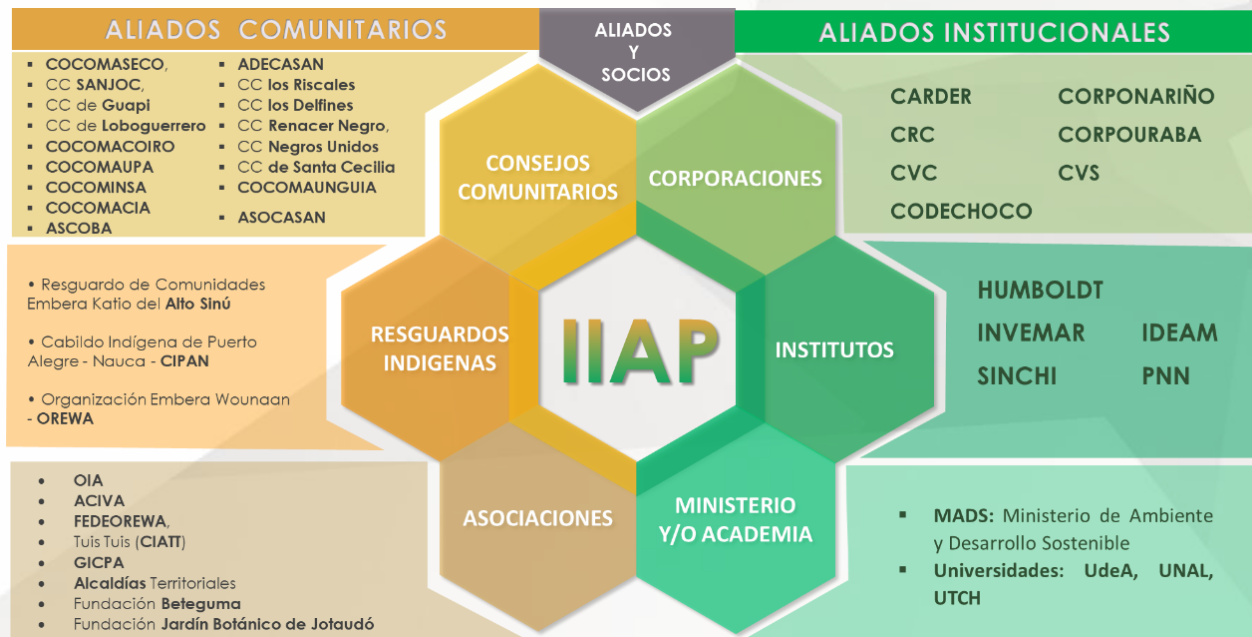 ALIADOS COMUNITARIOS
ALIADOS
Y
SOCIOS
ALIADOS INSTITUCIONALES
▪ COCOMASECO,
▪ CC SANJOC,
▪ CC de Guapi
▪ CC de Loboguerrero
▪ COCOMACOIRO
▪ COCOMAUPA
▪ COCOMINSA
▪ COCOMACIA
▪ ASCOBA
▪ ADECASAN
▪ CC los Riscales
▪ CC los Delfines
▪ CC Renacer Negro,
▪ CC Negros Unidos
▪ CC de Santa Cecilia
▪ COCOMAUNGUIA
▪ ASOCASAN
CONSEJOS
COMUNITARIOS
CORPORACIONES
CARDER CORPONARIÑO
CRC CORPOURABA
CVC CVS
CODECHOCO
• Resguardo de Comunidades
Embera Katio del Alto Sinú
• Cabildo Indígena de Puerto
Alegre - Nauca - CIPAN
• Organización Embera Wounaan
- OREWA
RESGUARDOS
INDIGENAS
IIAP
INSTITUTOS
HUMBOLDT
INVEMAR IDEAM
SINCHI PNN
• OIA
• ACIVA
• FEDEOREWA,
• Tuis Tuis (CIATT)
• GICPA
• Alcaldías Territoriales
• Fundación Beteguma
• Fundación Jardín Botánico de Jotaudó
ASOCIACIONES
MINISTERIO
Y/O ACADEMIA
▪ MADS: Ministerio de Ambiente
y Desarrollo Sostenible
▪ Universidades: UdeA, UNAL,
UTCH